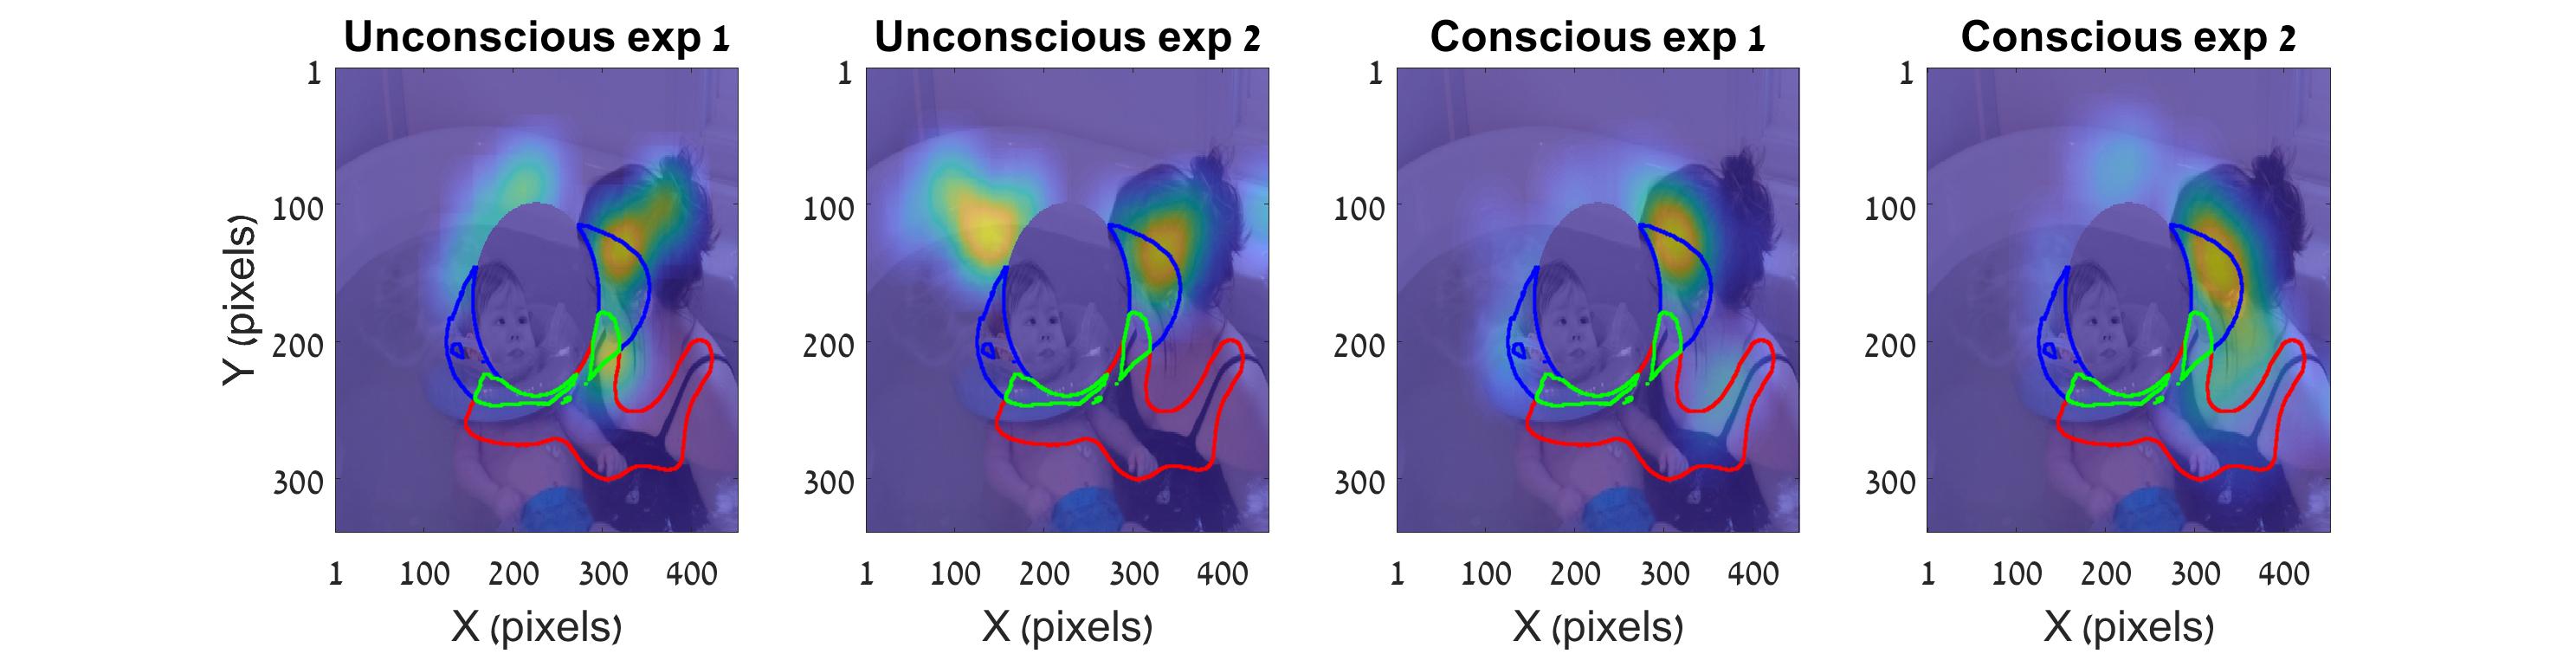 Unconscious exp 1 Unconscious exp 2 Conscious exp 1 Conscious exp 2
1 1 1 1
100 100 100 100
Y (pixels)
200 200 200 200
300 300 300 300
1 100 200 300 400 1 100 200 300 400 1 100 200 300 400 1 100 200 300 400
X (pixels) X (pixels) X (pixels) X (pixels)